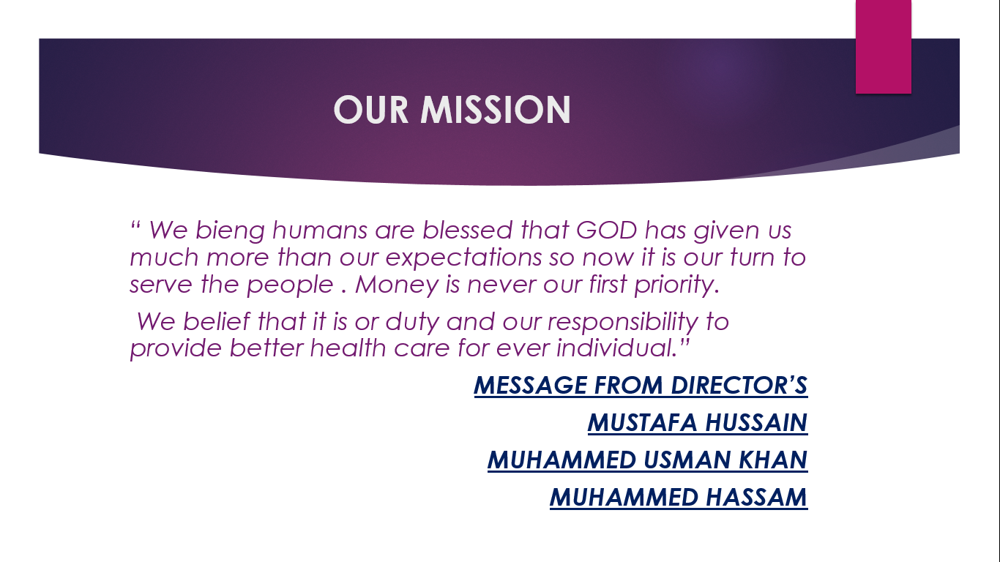 OUR MISSION
“ We bieng humans are blessed that GOD has given us
much more than our expectations so now it is our turn to
serve the people . Money is never our first priority.
We belief that it is or duty and our responsibility to
provide better health care for ever individual.”
MESSAGE FROM DIRECTOR’S
MUSTAFA HUSSAIN
MUHAMMED USMAN KHAN
MUHAMMED HASSAM